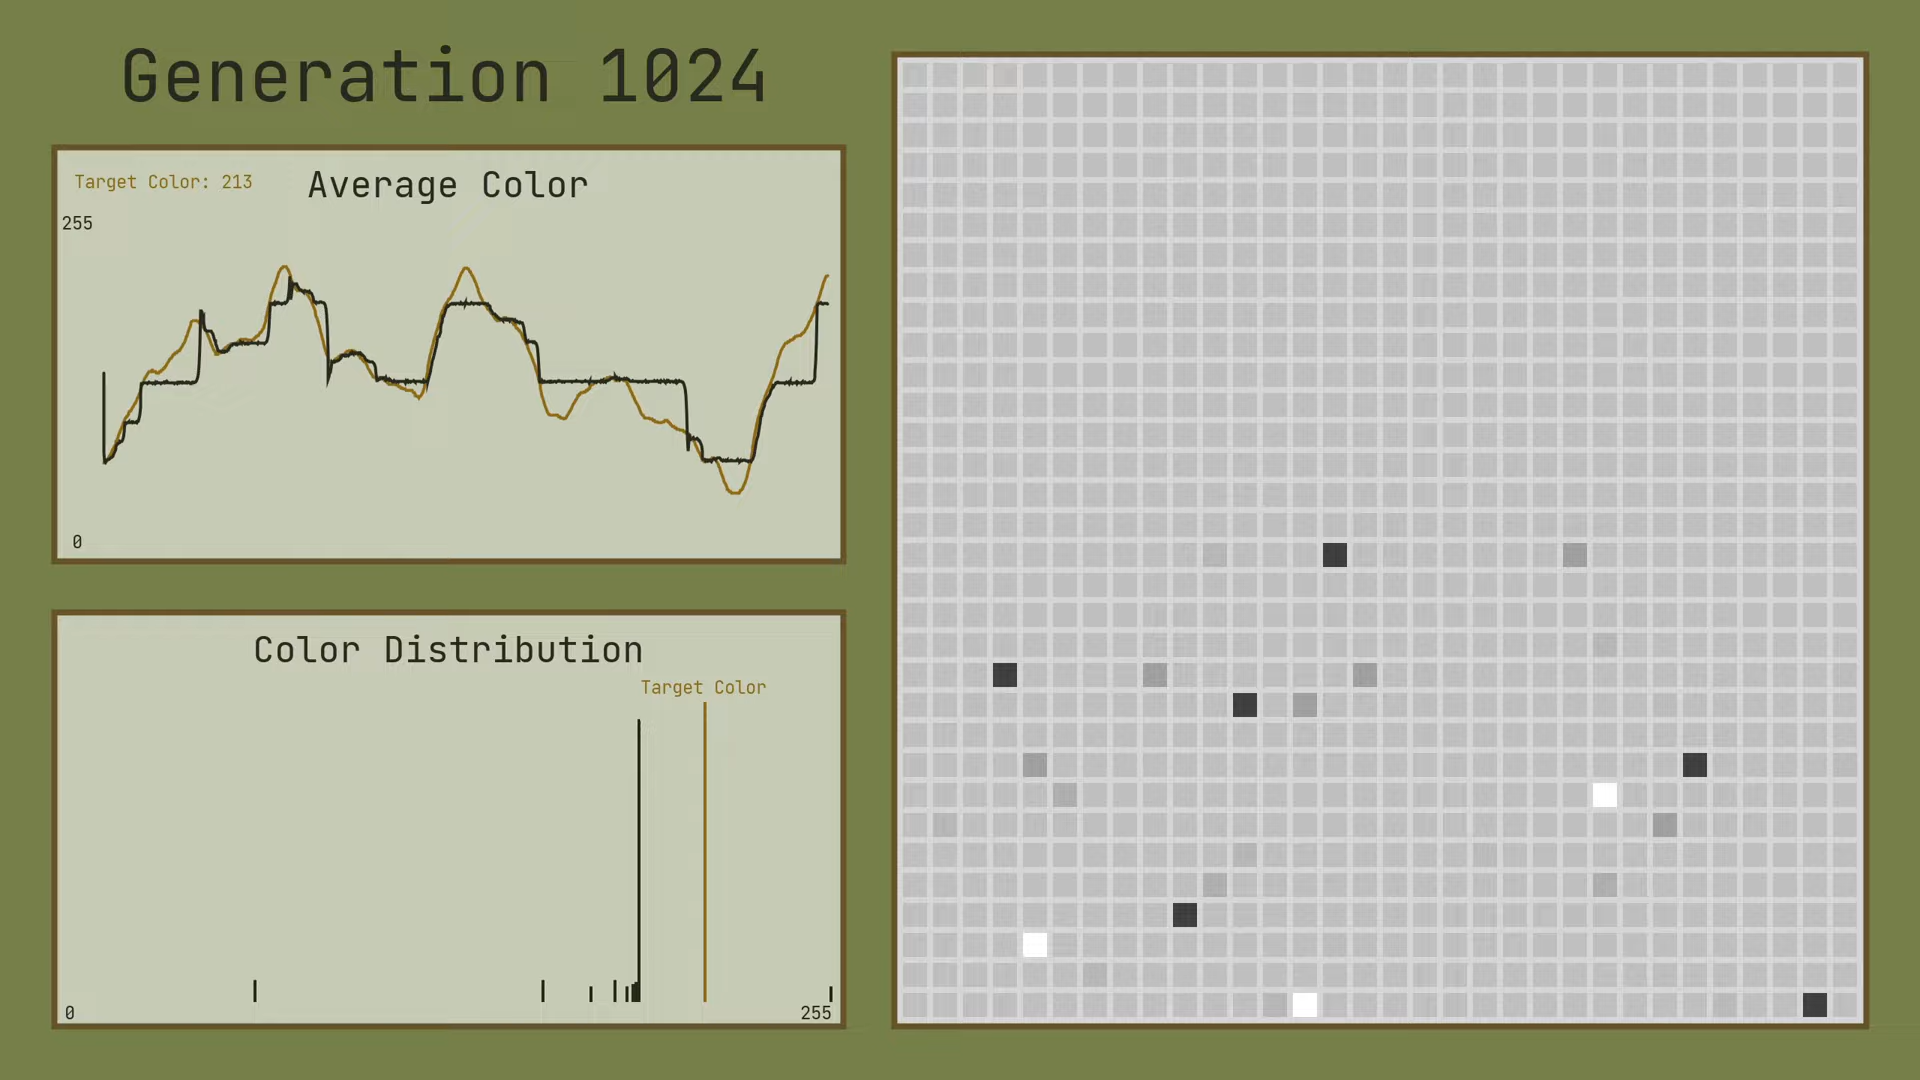 Generation 1024
Target Color: 213
Average Color
255
0
Color Distribution
Target Color
0
255